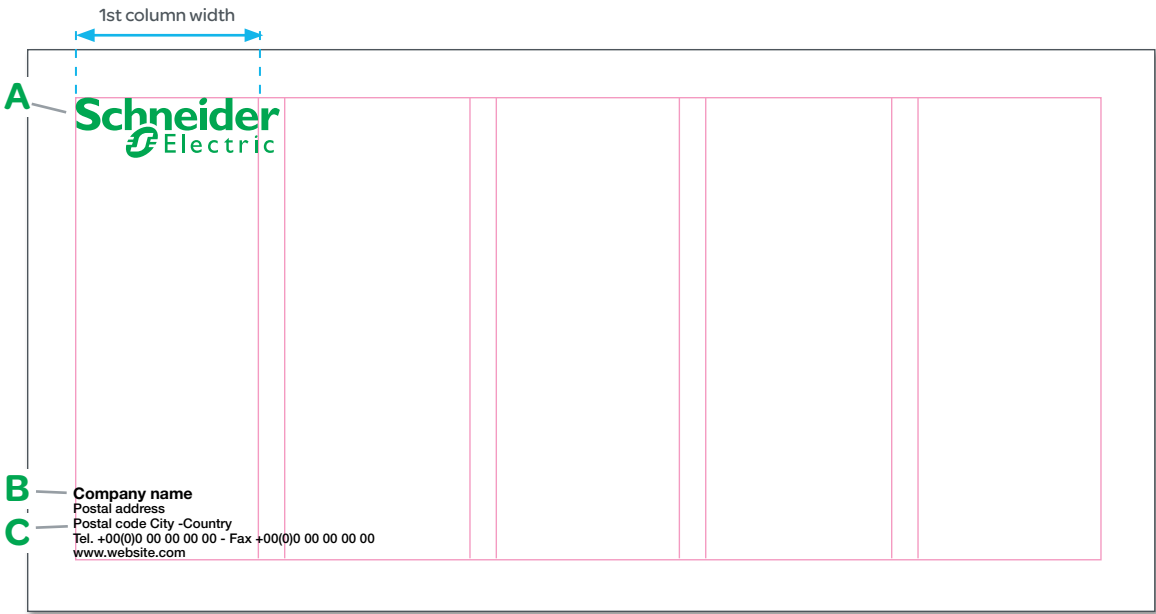 1st column width
A
Schneider
Electric
B
Company name
Postal address
C
Postal code City -Country
Tel. +00(0)0 00 00 00 00 - Fax +00(0)0 00 00 00 00
www.website.com